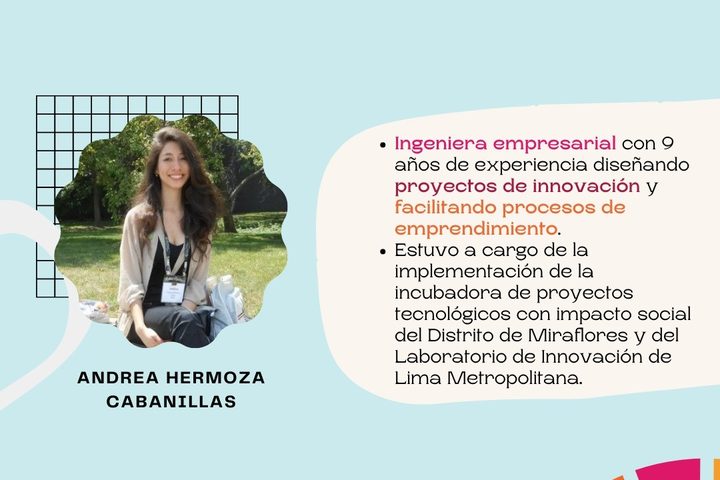 ANDREA HERMOZA
CABANILLAS
• Ingeniera empresarial con 9
años de experiencia diseñando
proyectos de innovación y
facilitando procesos de
emprendimiento.
• Estuvo a cargo de la
implementación de la
incubadora de proyectos
tecnológicos con impacto social
del Distrito de Miraflores y del
Laboratorio de Innovación de
Lima Metropolitana.